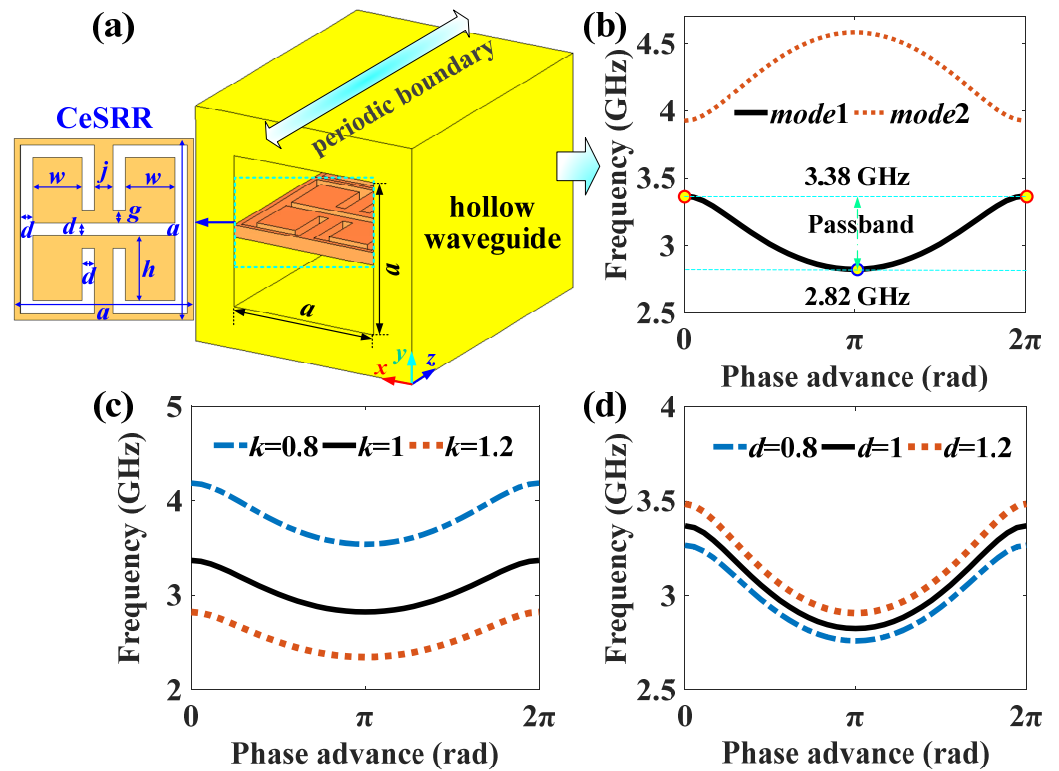 (a)
CeSRR
w
j
w
g
d
d
a
d
h
a
periodic boundary
hollow
waveguide
a
a
x
y
z
(b)
Frequency (GHz)
4.5
4
3.5
3
2.5
mode1 mode2
3.38 GHz
Passband
2.82 GHz
0 π 2π
Phase advance (rad)
(c)
Frequency (GHz)
5
4
3
2
k=0.8 k=1 k=1.2
0 π 2π
Phase advance (rad)
(d)
Frequency (GHz)
4
3.5
3
2.5
d=0.8 d=1 d=1.2
0 π 2π
Phase advance (rad)